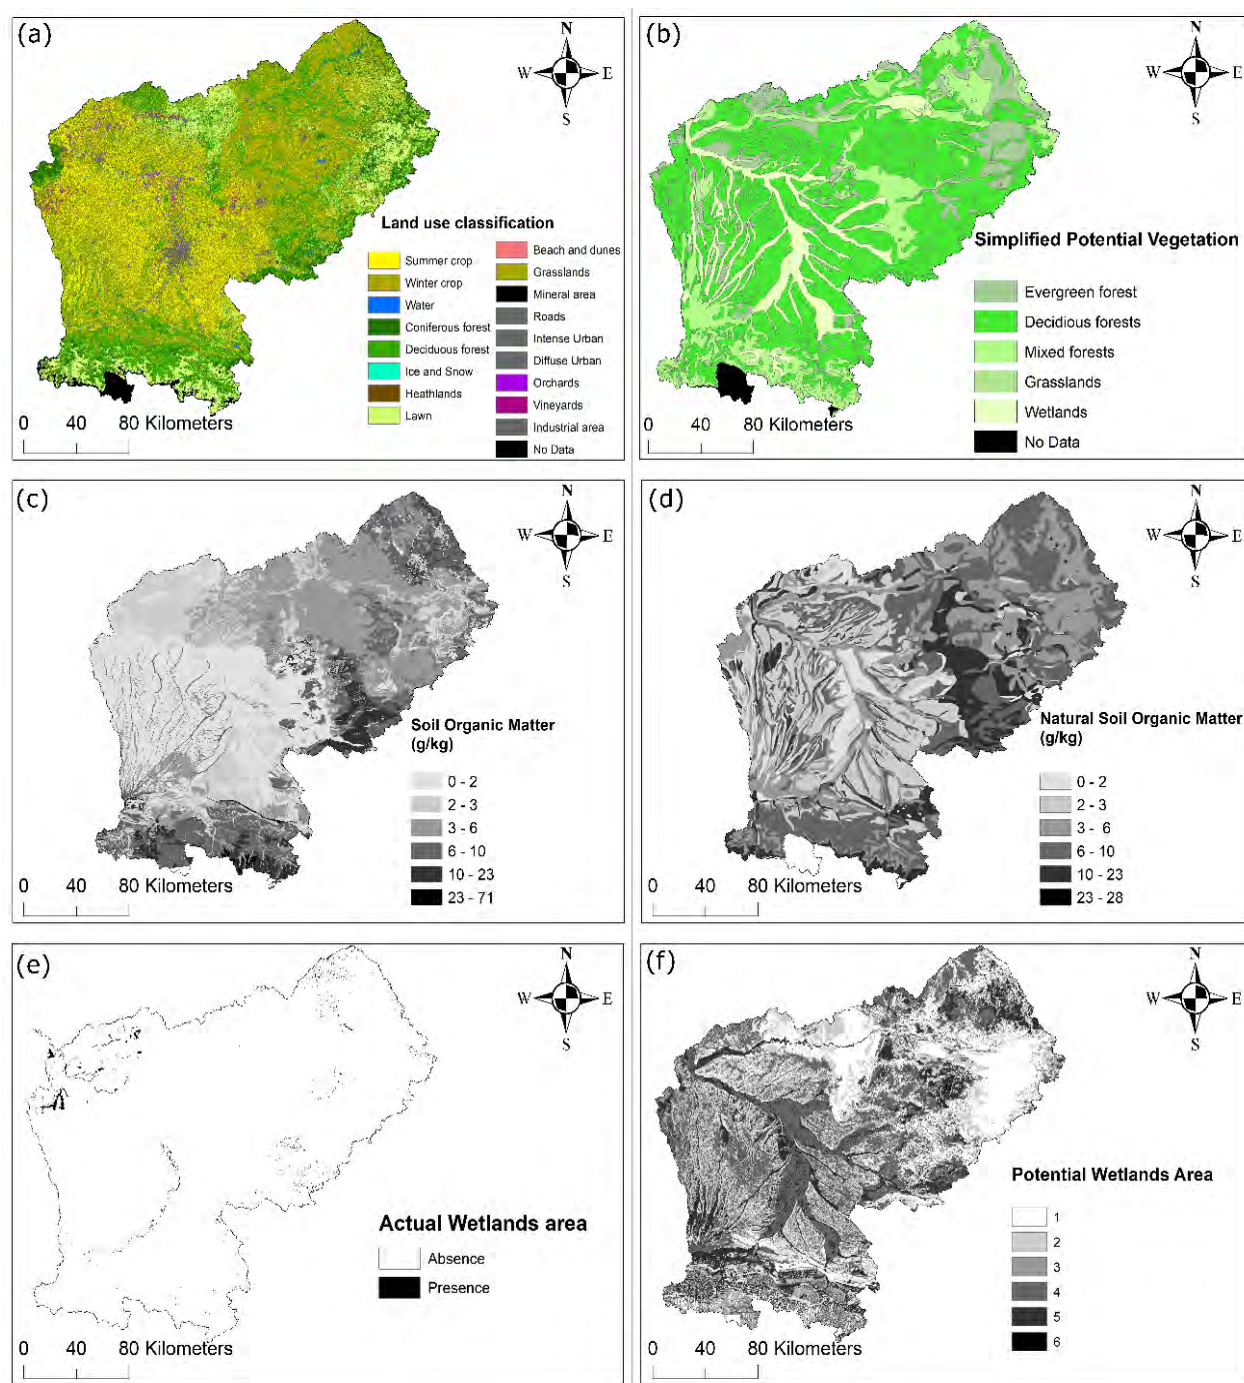 (a)
N
W
E
S
Land use classification
Summer crop
Winter crop
Water
Coniferous forest
Deciduous forest
Ice and Snow
Heathlands
Lawn
Beach and dunes
Grasslands
Mineral area
Roads
Intense Urban
Diffuse Urban
Orchards
Vineyards
Industrial area
No Data
0 40 80 Kilometers
(b)
N
W
E
S
Simplified Potential Vegetation
Evergreen forest
Decidious forests
Mixed forests
Grasslands
Wetlands
No Data
0 40 80 Kilometers
(c)
N
W
E
S
Soil Organic Matter
(g/kg)
0 - 2
2 - 3
3 - 6
6 - 10
10 - 23
23 - 71
0 40 80 Kilometers
(d)
N
W
E
S
Natural Soil Organic Matter
(g/kg)
0 - 2
2 - 3
3 - 6
6 - 10
10 - 23
23 - 28
0 40 80 Kilometers
(e)
N
W
E
S
Actual Wetlands area
Absence
Presence
0 40 80 Kilometers
(f)
N
W
E
S
Potential Wetlands Area
1
2
3
4
5
6
0 40 80 Kilometers